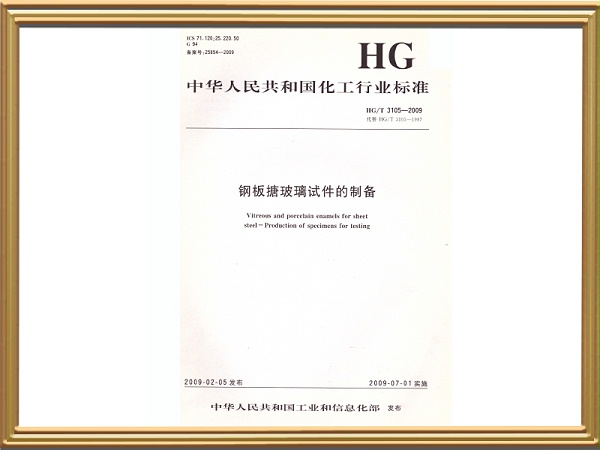 ICS 71.120;25.220.50
G 94
备案号:25854—2009
HG
中华人民共和国化工行业标准
HG/T 3105—2009
代替 HG/T 3105—1997
钢板搪玻璃试件的制备
Vitreous and porcelain enamels for sheet
steel—Production of specimens for testing
2009-02-05 发布
2009-07-01 实施
中华人民共和国工业和信息化部 发布